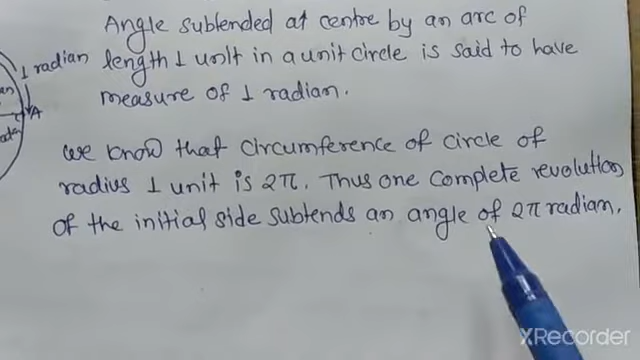 Angle subtended at centre by an arc of
1 radian length 1 unit in a unit circle is said to have
A measure of 1 radian.
We know that circumference of circle of
radius 1 unit is 2π. Thus one complete revolution
of the initial side subtends an angle of 2π radian.
XRecorder